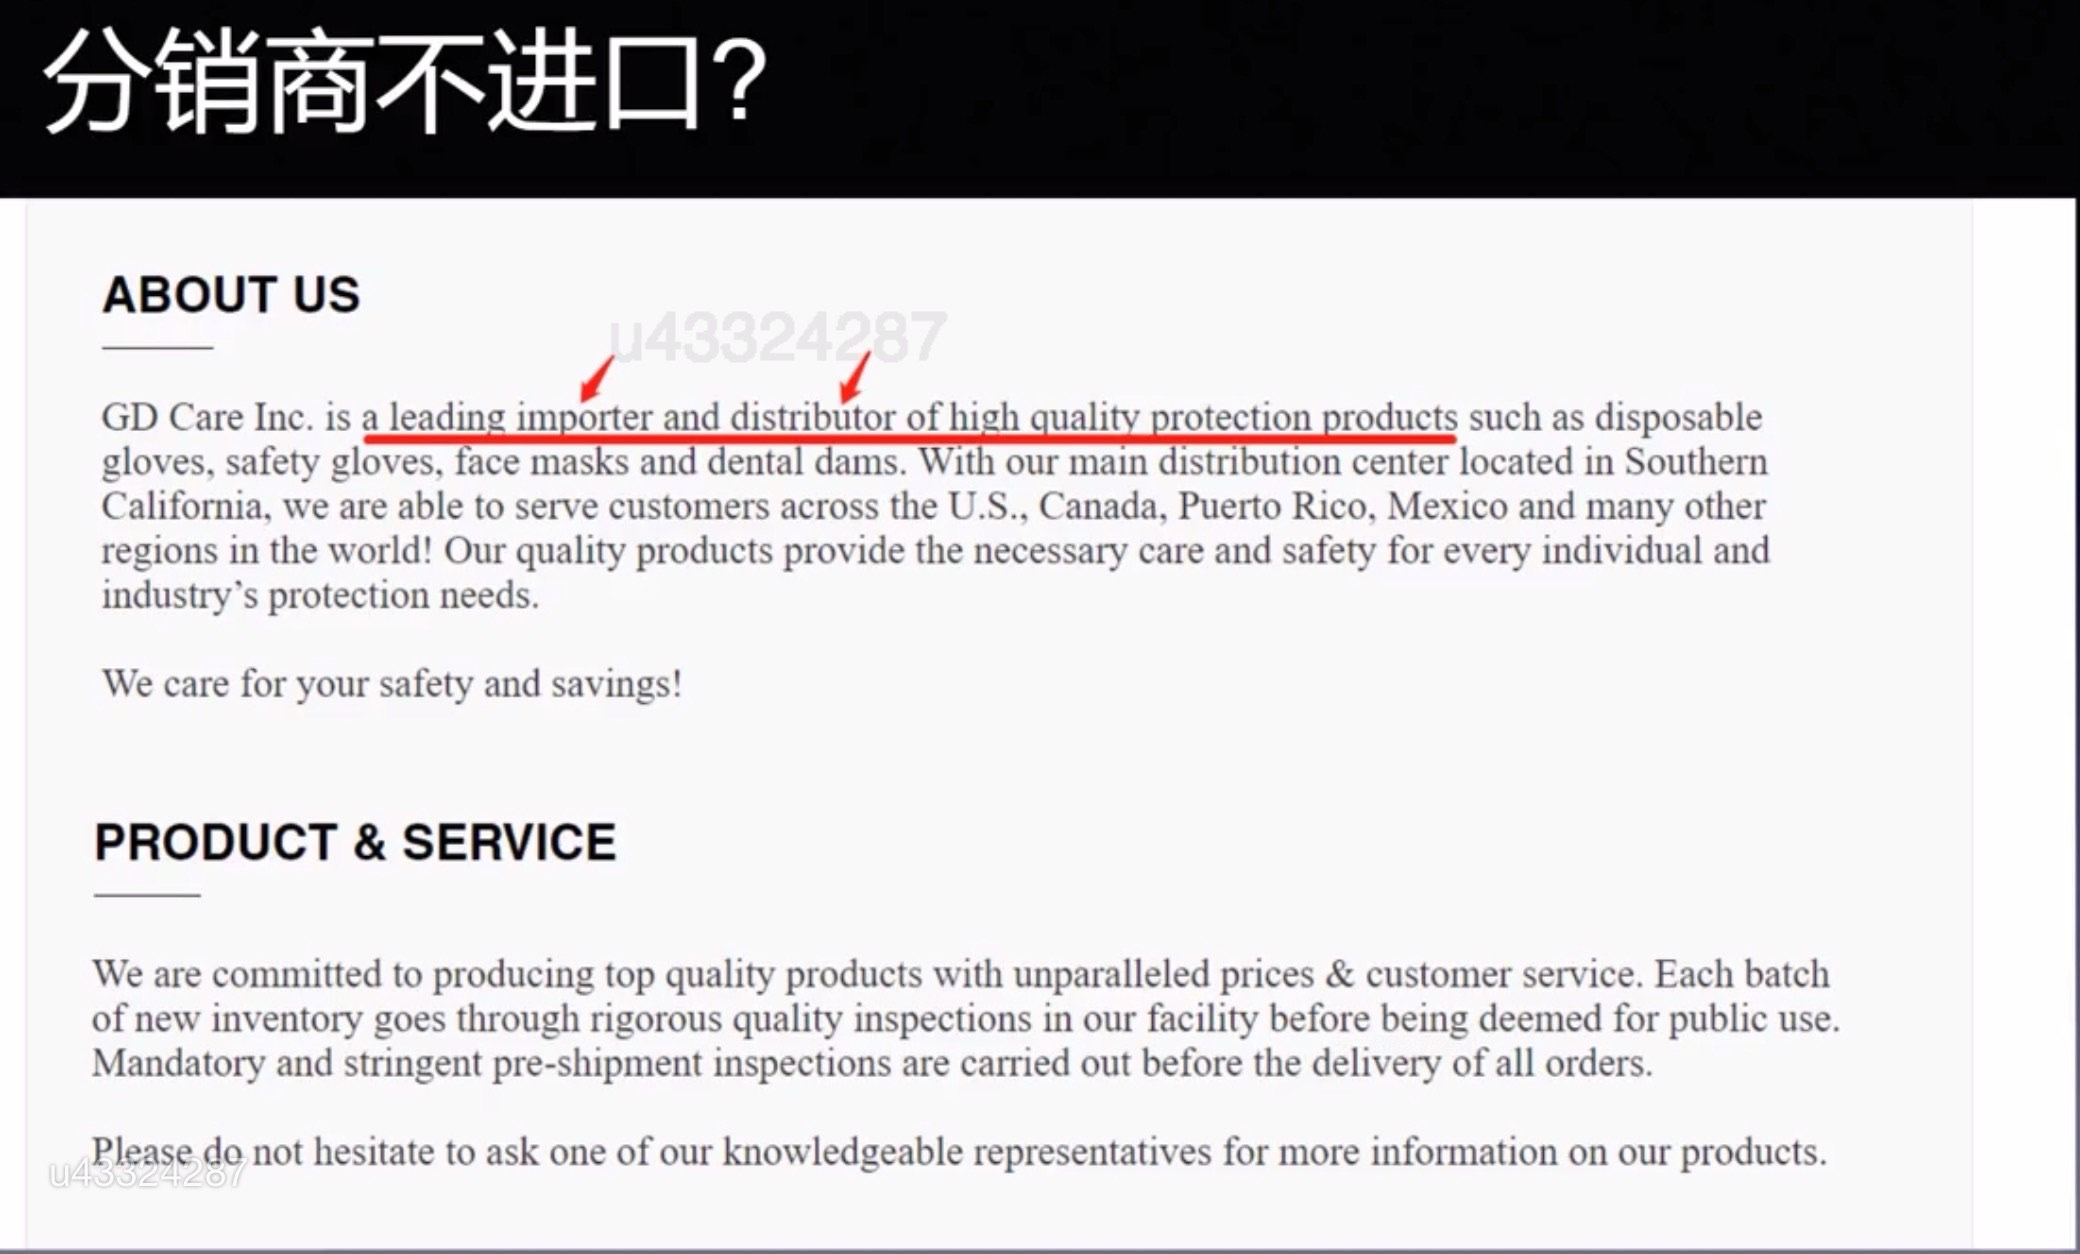 分销商不进口?
ABOUT US
u43324287
GD Care Inc. is a leading importer and distributor of high quality protection products such as disposable
gloves, safety gloves, face masks and dental dams. With our main distribution center located in Southern
California, we are able to serve customers across the U.S., Canada, Puerto Rico, Mexico and many other
regions in the world! Our quality products provide the necessary care and safety for every individual and
industry’s protection needs.
We care for your safety and savings!
PRODUCT & SERVICE
We are committed to producing top quality products with unparalleled prices & customer service. Each batch
of new inventory goes through rigorous quality inspections in our facility before being deemed for public use.
Mandatory and stringent pre-shipment inspections are carried out before the delivery of all orders.
Please do not hesitate to ask one of our knowledgeable representatives for more information on our products.
u43324287